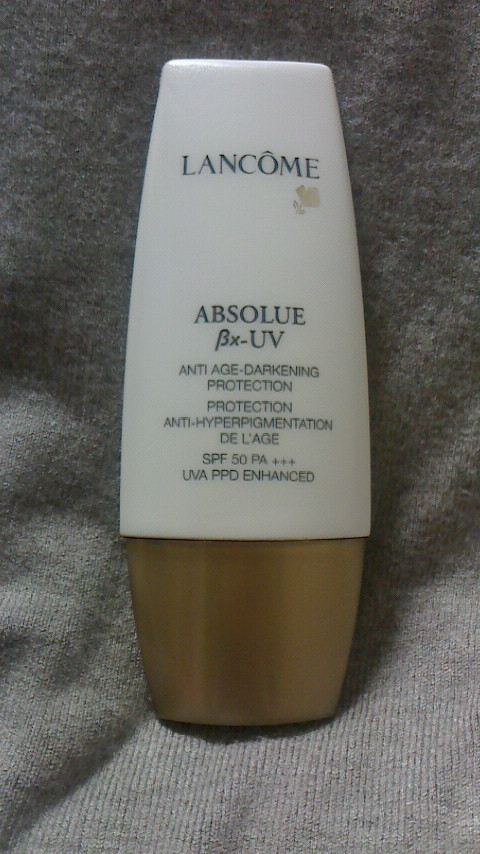 LANCÔME
ABSOLUE
βx-UV
ANTI AGE-DARKENING
PROTECTION
PROTECTION
ANTI-HYPERPIGMENTATION
DE L'AGE
SPF 50 PA +++
UVA PPD ENHANCED